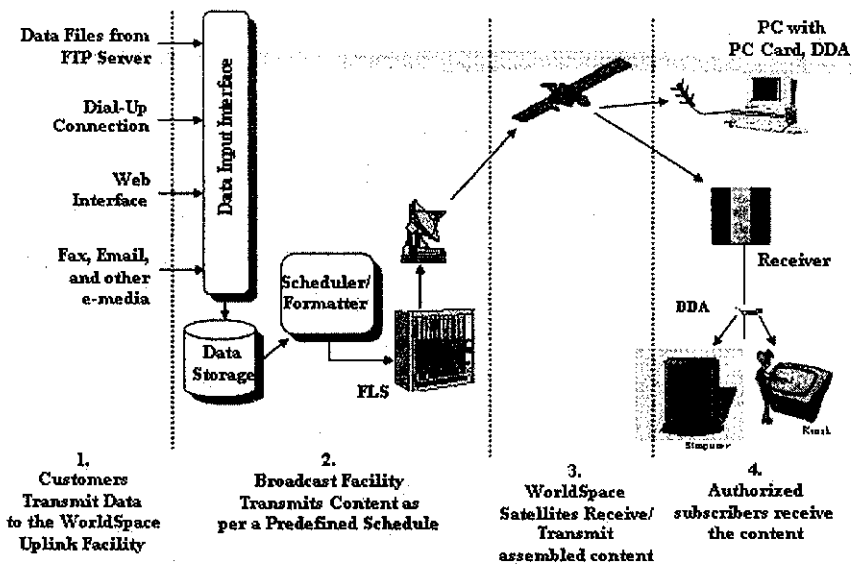 Data Files from
FTP Server
Dial-Up
Connection
Web
Interface
Fax, Email,
and other
e-media
Data Input Interface
Data
Storage
Scheduler/
Formatter
FLS
PC with
PC Card, DDA
Receiver
DDA
Simputer
Kiosk
1.
Customers
Transmit Data
to the WorldSpace
Uplink Facility
2.
Broadcast Facility
Transmits Content as
per a Predefined Schedule
3.
WorldSpace
Satellites Receive/
Transmit
assembled content
4.
Authorized
subscribers receive
the content